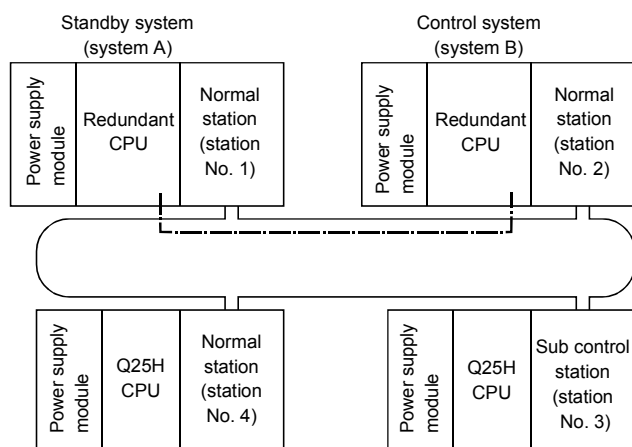 Standby system
(system A)
Control system
(system B)
Power supply
module
Redundant
CPU
Normal
station
(station
No. 1)
Power supply
module
Redundant
CPU
Normal
station
(station
No. 2)
Power supply
module
Q25H
CPU
Normal
station
(station
No. 4)
Power supply
module
Q25H
CPU
Sub control
station
(station
No. 3)